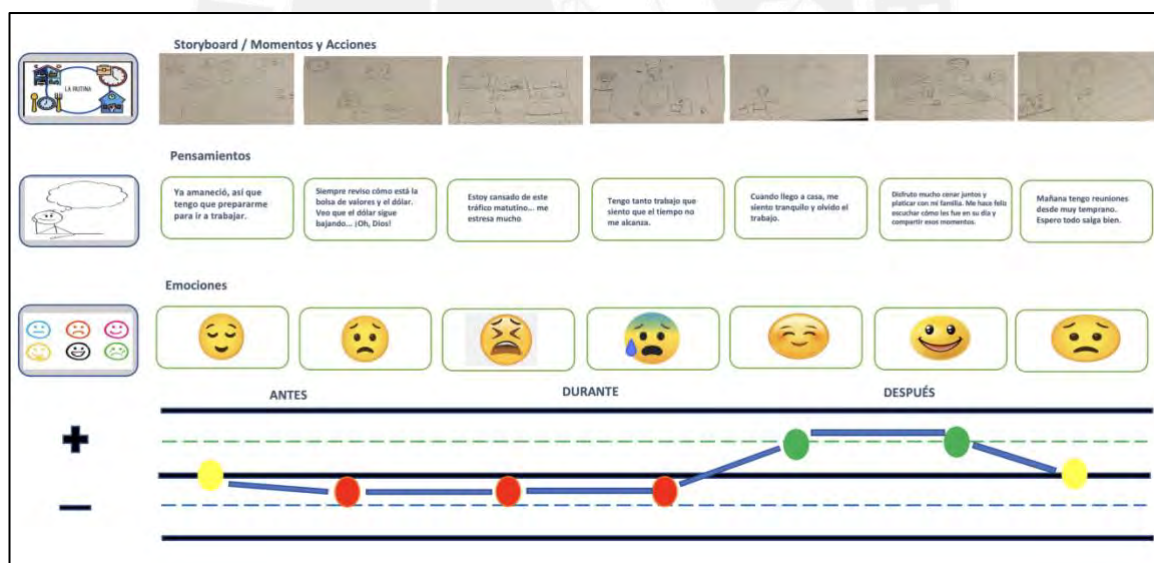 Storyboard / Momentos y Acciones
LA RUTINA
Pensamientos
Ya amaneció, así que
tengo que prepararme
para ir a trabajar.
Siempre reviso cómo está la
bolsa de valores y el dólar.
Veo que el dólar sigue
bajando... ¡Oh, Dios!
Estoy cansado de este
tráfico matutino... me
estresa mucho
Tengo tanto trabajo que
siento que el tiempo no
me alcanza.
Cuando llego a casa, me
siento tranquilo y olvido el
trabajo.
Disfruto mucho cenar juntos y
platicar con mi familia. Me hace feliz
escuchar cómo les fue en su día y
compartir esos momentos.
Mañana tengo reuniones
desde muy temprano.
Espero todo salga bien.
Emociones
ANTES
DURANTE
DESPUÉS
+
−